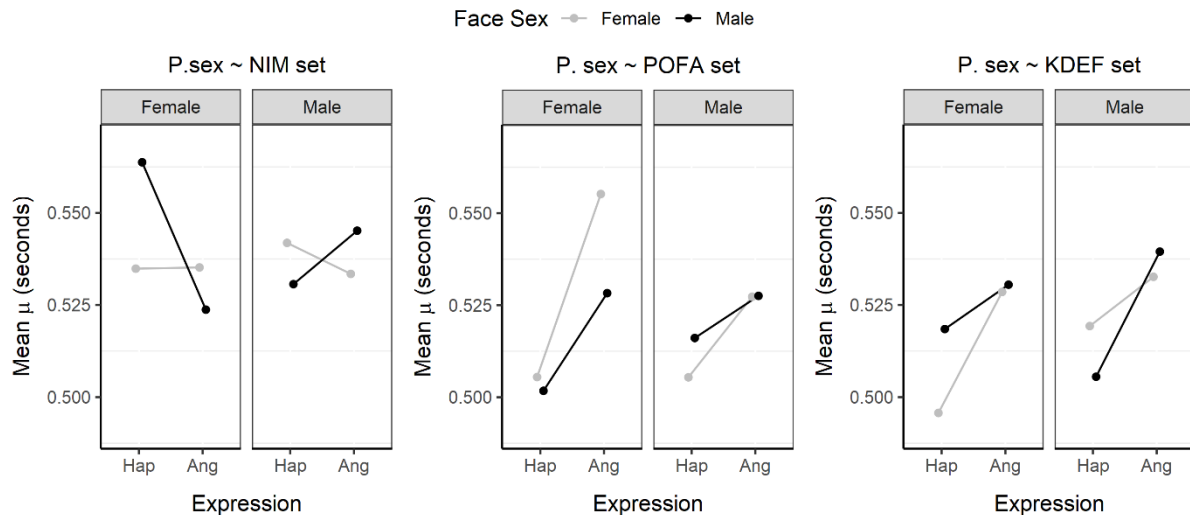 Face Sex Female Male
P.sex ~ NIM set
Female Male
Mean μ (seconds)
0.550
0.525
0.500
Hap Ang Hap Ang
Expression
P. sex ~ POFA set
Female Male
Mean μ (seconds)
0.550
0.525
0.500
Hap Ang Hap Ang
Expression
P. sex ~ KDEF set
Female Male
Mean μ (seconds)
0.550
0.525
0.500
Hap Ang Hap Ang
Expression